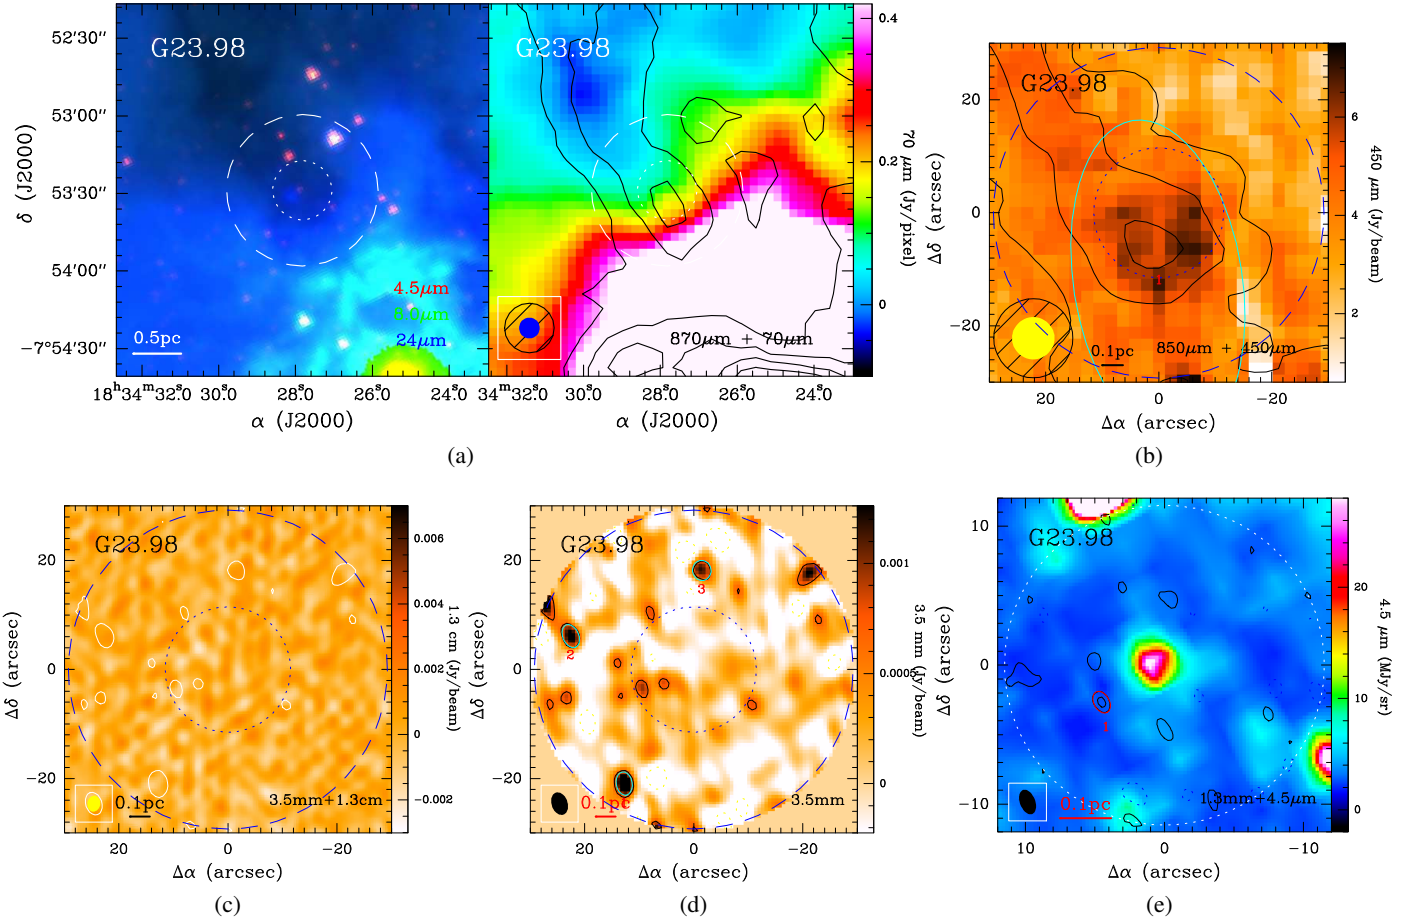 G23.98
52′30″
53′00″
53′30″
54′00″
−7°54′30″
δ (J2000)
4.5μm
8.0μm
24μm
0.5pc
18ʰ34ᵐ32.0 30.0ˢ 28.0 26.0 24.0
α (J2000)
G23.98
870μm + 70μm
34ᵐ32.0 30.0ˢ 28.0 26.0 24.0
α (J2000)
0.4
0.2
0
70 μm (Jy/pixel)
(a)
G23.98
20
0
−20
Δδ (arcsec)
1
0.1pc
850μm + 450μm
20 0 −20
Δα (arcsec)
6
4
2
450 μm (Jy/beam)
(b)
G23.98
20
0
−20
Δδ (arcsec)
0.1pc
3.5mm+1.3cm
20 0 −20
Δα (arcsec)
0.006
0.004
0.002
0
−0.002
1.3 cm (Jy/beam)
(c)
G23.98
20
0
−20
Δδ (arcsec)
3
2
0.1pc
3.5mm
20 0 −20
Δα (arcsec)
0.001
0.0005
0
3.5 mm (Jy/beam)
(d)
G23.98
10
0
−10
Δδ (arcsec)
1
0.1pc
1.3mm+4.5μm
10 0 −10
Δα (arcsec)
20
10
0
4.5 μm (MJy/sr)
(e)